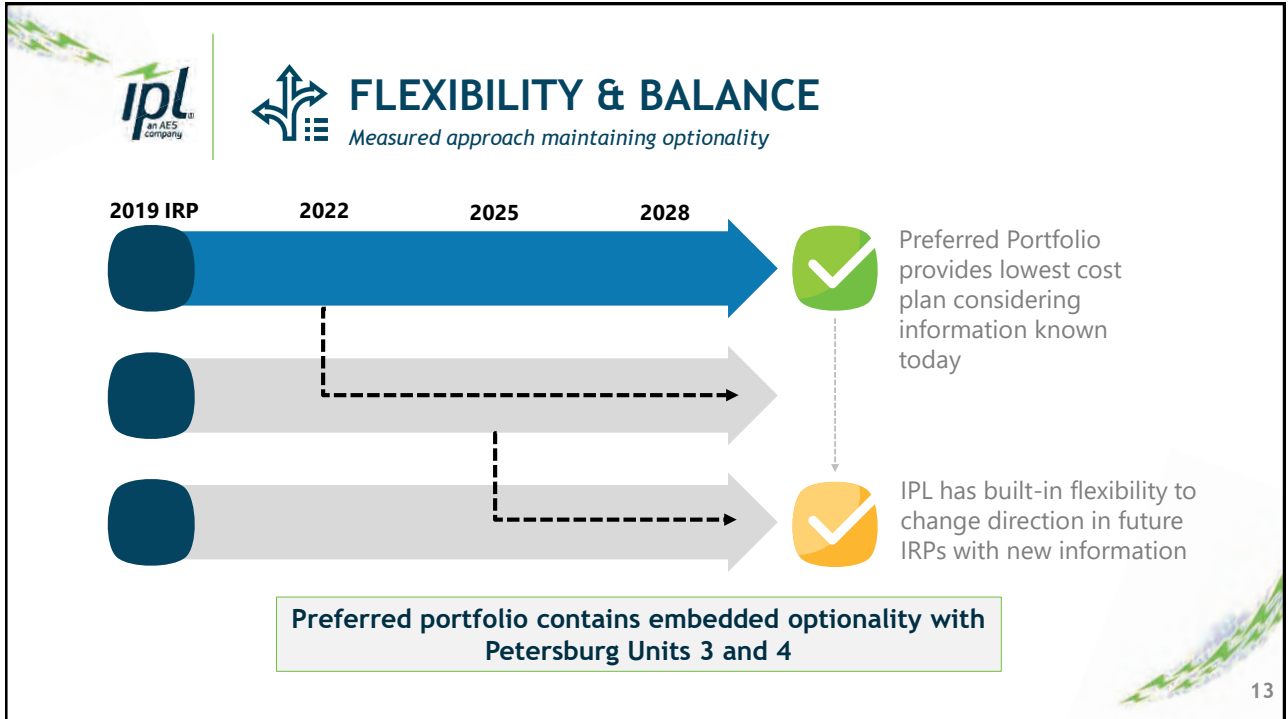 ipl
an AES
company
FLEXIBILITY & BALANCE
Measured approach maintaining optionality
2019 IRP
2022
2025
2028
Preferred Portfolio
provides lowest cost
plan considering
information known
today
IPL has built-in flexibility to
change direction in future
IRPs with new information
Preferred portfolio contains embedded optionality with
Petersburg Units 3 and 4
13